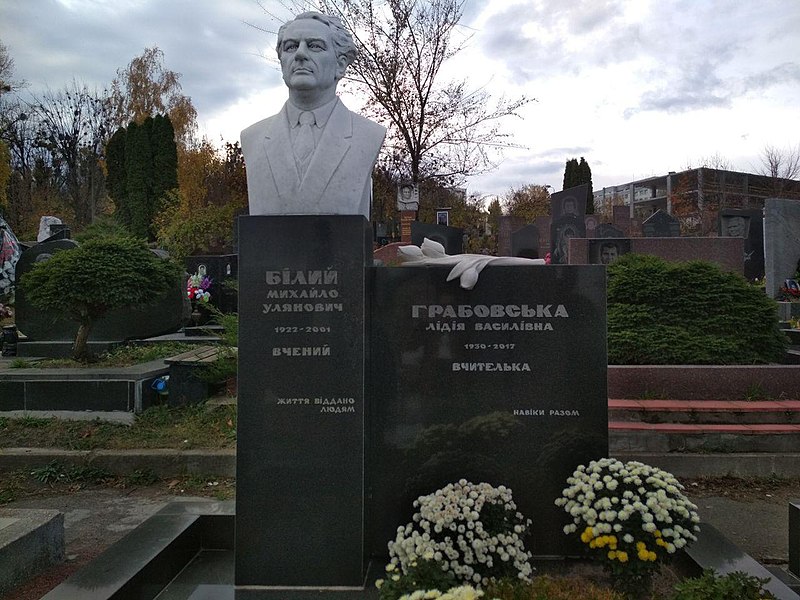 БІЛИЙ
МИХАЙЛО
УЛЯНОВИЧ
1922-2001
ВЧЕНИЙ
ЖИТТЯ ВІДДАНО
ЛЮДЯМ
ГРАБОВСЬКА
ЛІДІЯ ВАСИЛІВНА
1930-2017
ВЧИТЕЛЬКА
НАВІКИ РАЗОМ